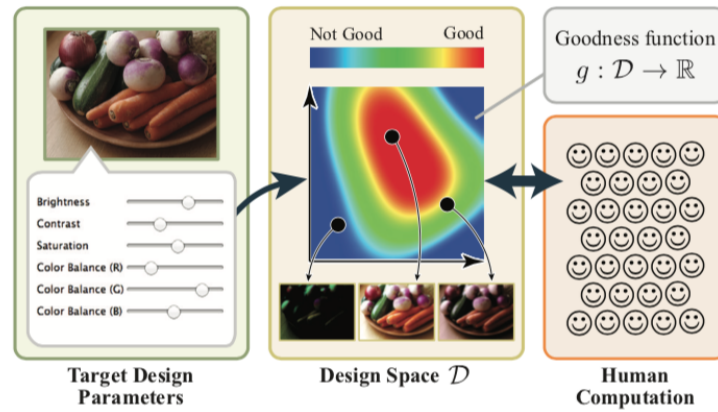 Not Good
Good
Goodness function
g : 𝒟 → ℝ
Brightness
Contrast
Saturation
Color Balance (R)
Color Balance (G)
Color Balance (B)
Target Design
Parameters
Design Space 𝒟
Human
Computation